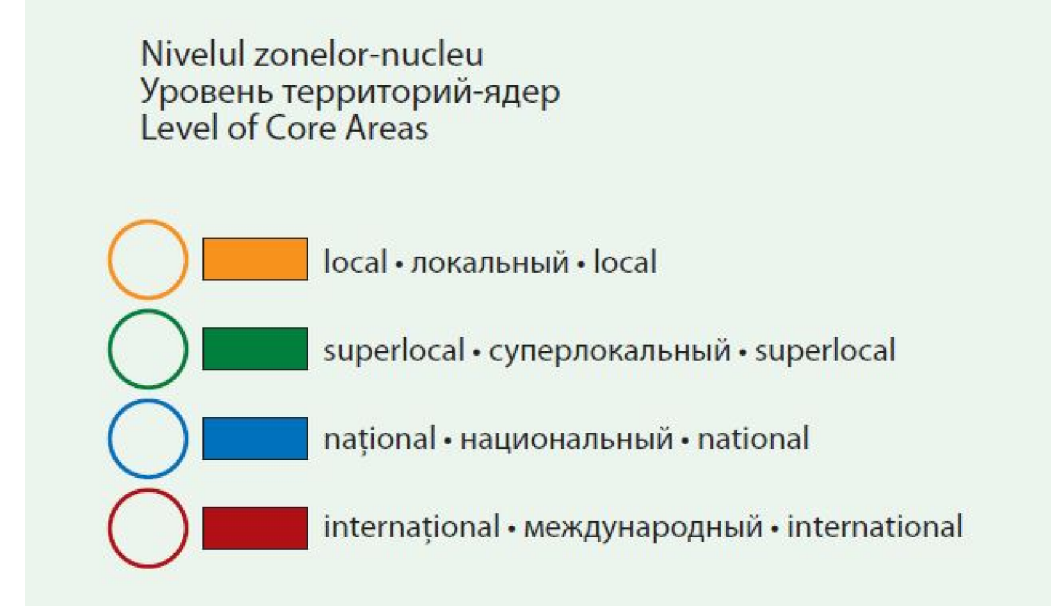 Nivelul zonelor-nucleu
Уровень территорий-ядер
Level of Core Areas
local • локальный • local
superlocal • суперлокальный • superlocal
național • национальный • national
internațional • международный • international